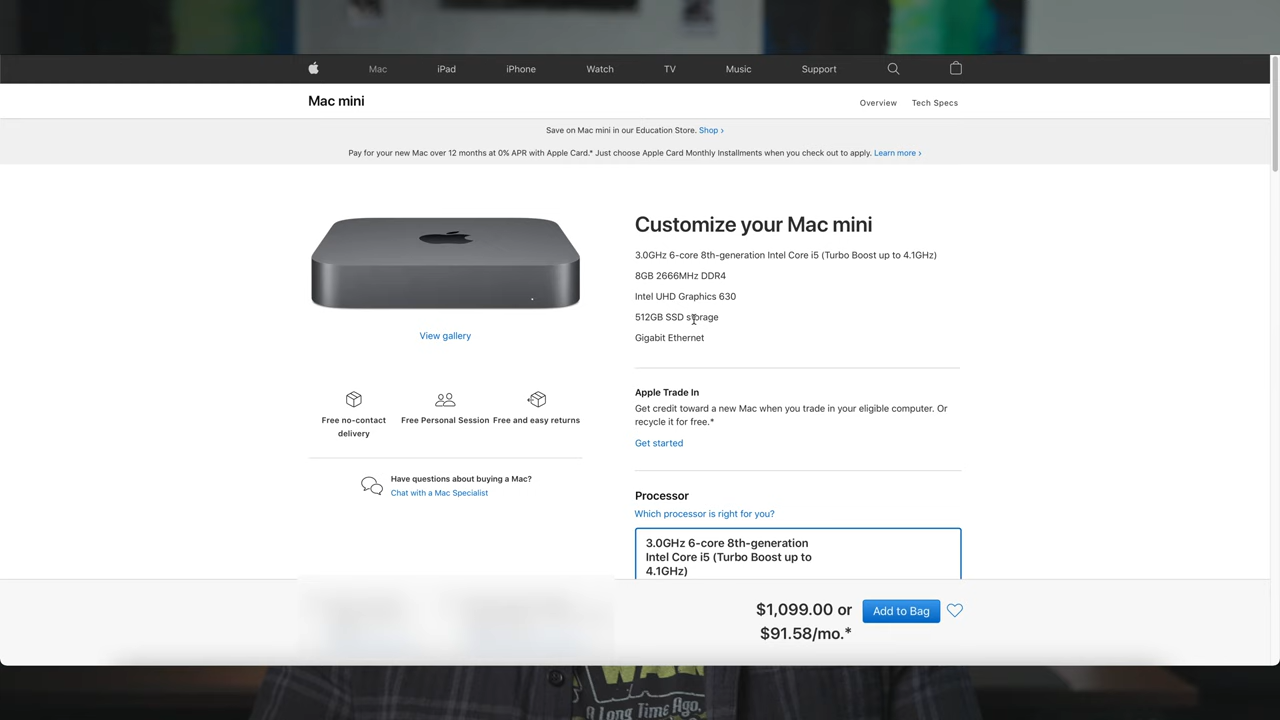 Mac
iPad
iPhone
Watch
TV
Music
Support
Mac mini
Overview
Tech Specs
Save on Mac mini in our Education Store. Shop >
Pay for your new Mac over 12 months at 0% APR with Apple Card.* Just choose Apple Card Monthly Installments when you check out to apply. Learn more >
Customize your Mac mini
3.0GHz 6-core 8th-generation Intel Core i5 (Turbo Boost up to 4.1GHz)
8GB 2666MHz DDR4
Intel UHD Graphics 630
512GB SSD storage
Gigabit Ethernet
View gallery
Free no-contact
delivery
Free Personal Session
Free and easy returns
Have questions about buying a Mac?
Chat with a Mac Specialist
Apple Trade In
Get credit toward a new Mac when you trade in your eligible computer. Or
recycle it for free.*
Get started
Processor
Which processor is right for you?
3.0GHz 6-core 8th-generation
Intel Core i5 (Turbo Boost up to
4.1GHz)
$1,099.00 or
$91.58/mo.*
Add to Bag
A Long Time Ago,